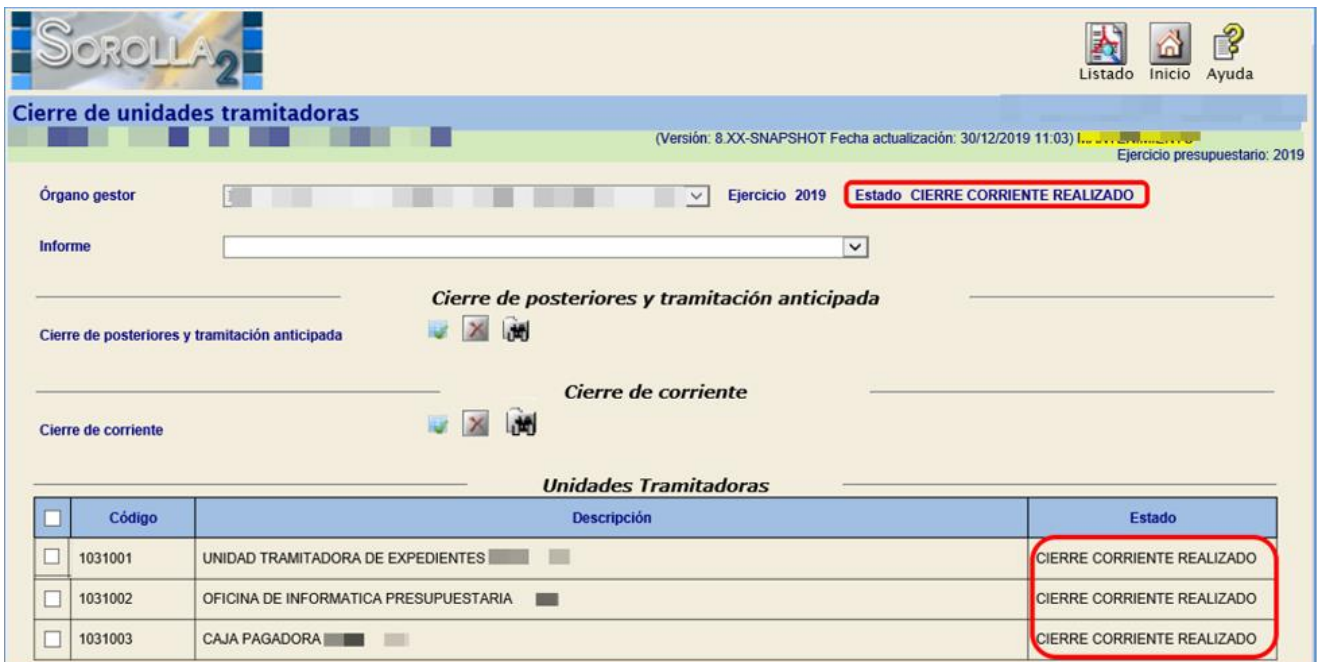 SOROLLA2
Listado Inicio Ayuda
Cierre de unidades tramitadoras
(Versión: 8.XX-SNAPSHOT Fecha actualización: 30/12/2019 11:03)
Ejercicio presupuestario: 2019
Órgano gestor Ejercicio 2019 Estado CIERRE CORRIENTE REALIZADO
Informe
Cierre de posteriores y tramitación anticipada
Cierre de posteriores y tramitación anticipada
Cierre de corriente
Cierre de corriente
Unidades Tramitadoras
Código Descripción Estado
1031001 UNIDAD TRAMITADORA DE EXPEDIENTES CIERRE CORRIENTE REALIZADO
1031002 OFICINA DE INFORMATICA PRESUPUESTARIA CIERRE CORRIENTE REALIZADO
1031003 CAJA PAGADORA CIERRE CORRIENTE REALIZADO